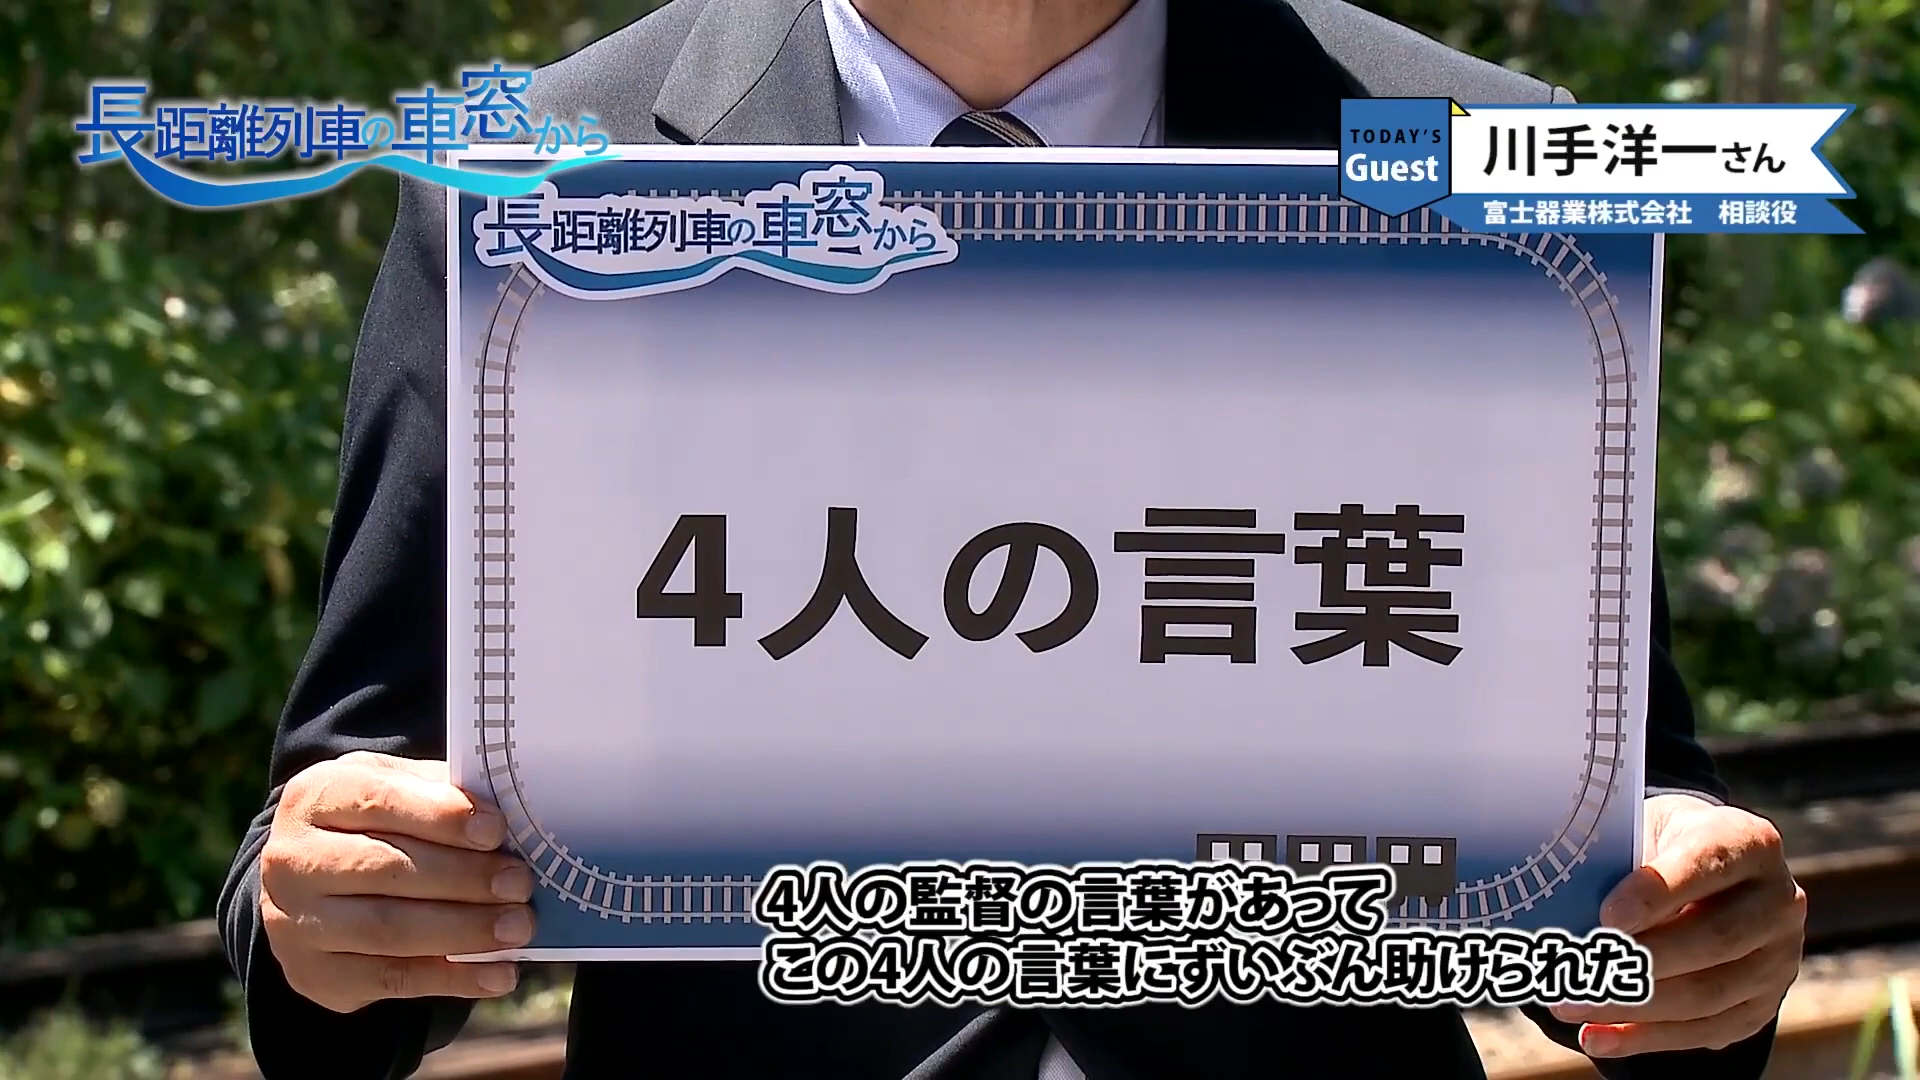 長距離列車の車窓から
TODAY'S
Guest
川手洋一さん
富士器業株式会社 相談役
長距離列車の車窓から
4人の言葉
4人の監督の言葉があって
この4人の言葉にずいぶん助けられた